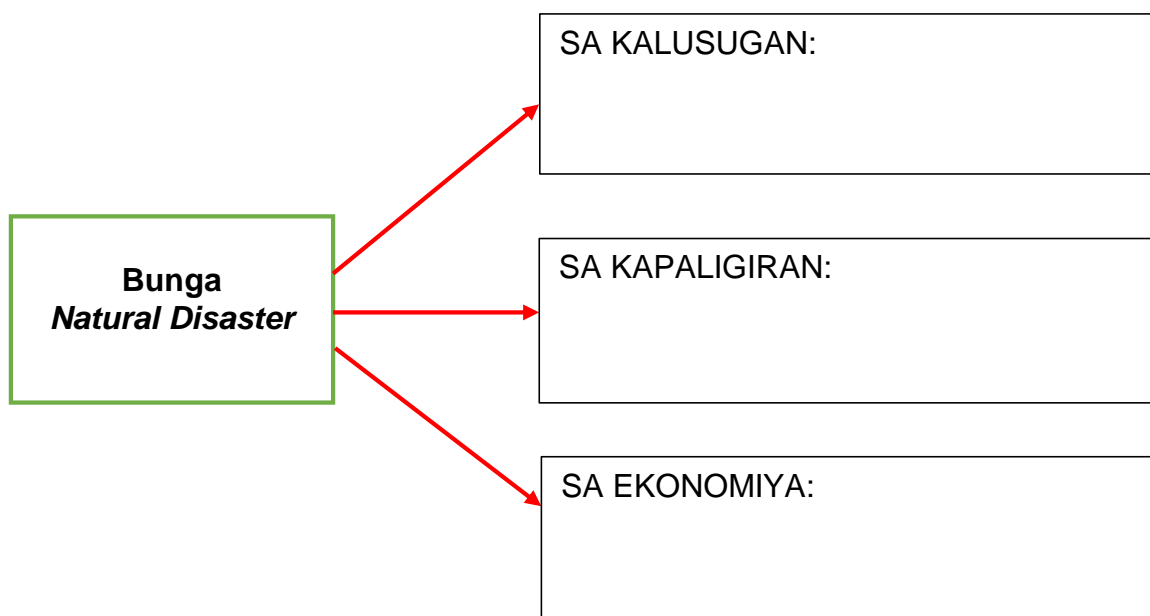 SA KALUSUGAN:
Bunga
Natural Disaster
SA KAPALIGIRAN:
SA EKONOMIYA: